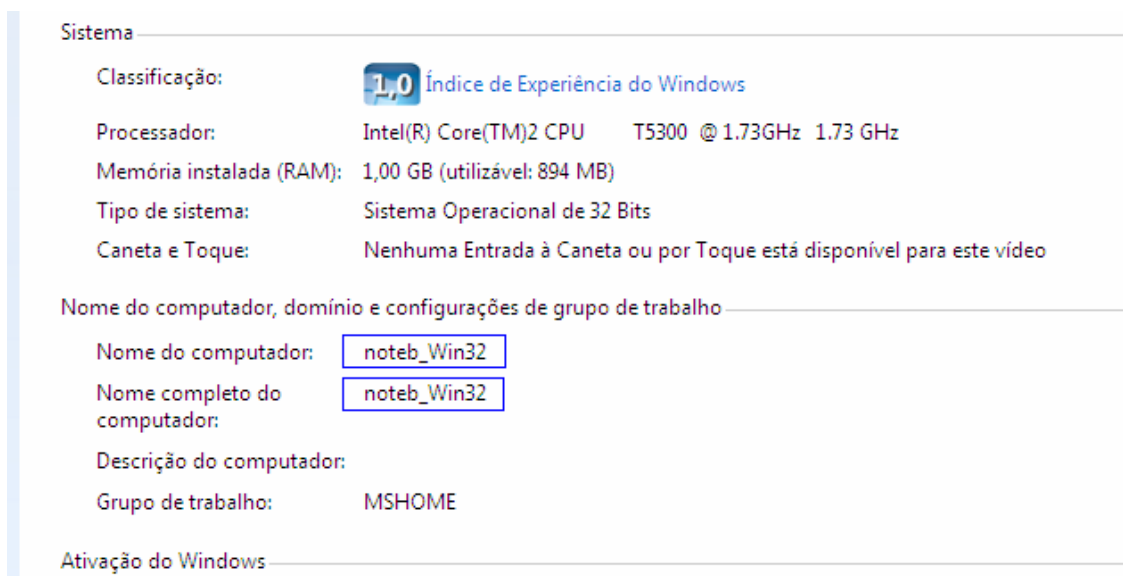 Sistema
Classificação: 1,0 Índice de Experiência do Windows
Processador: Intel(R) Core(TM)2 CPU T5300 @ 1.73GHz 1.73 GHz
Memória instalada (RAM): 1,00 GB (utilizável: 894 MB)
Tipo de sistema: Sistema Operacional de 32 Bits
Caneta e Toque: Nenhuma Entrada à Caneta ou por Toque está disponível para este vídeo
Nome do computador, domínio e configurações de grupo de trabalho
Nome do computador: noteb_Win32
Nome completo do noteb_Win32
computador:
Descrição do computador:
Grupo de trabalho: MSHOME
Ativação do Windows